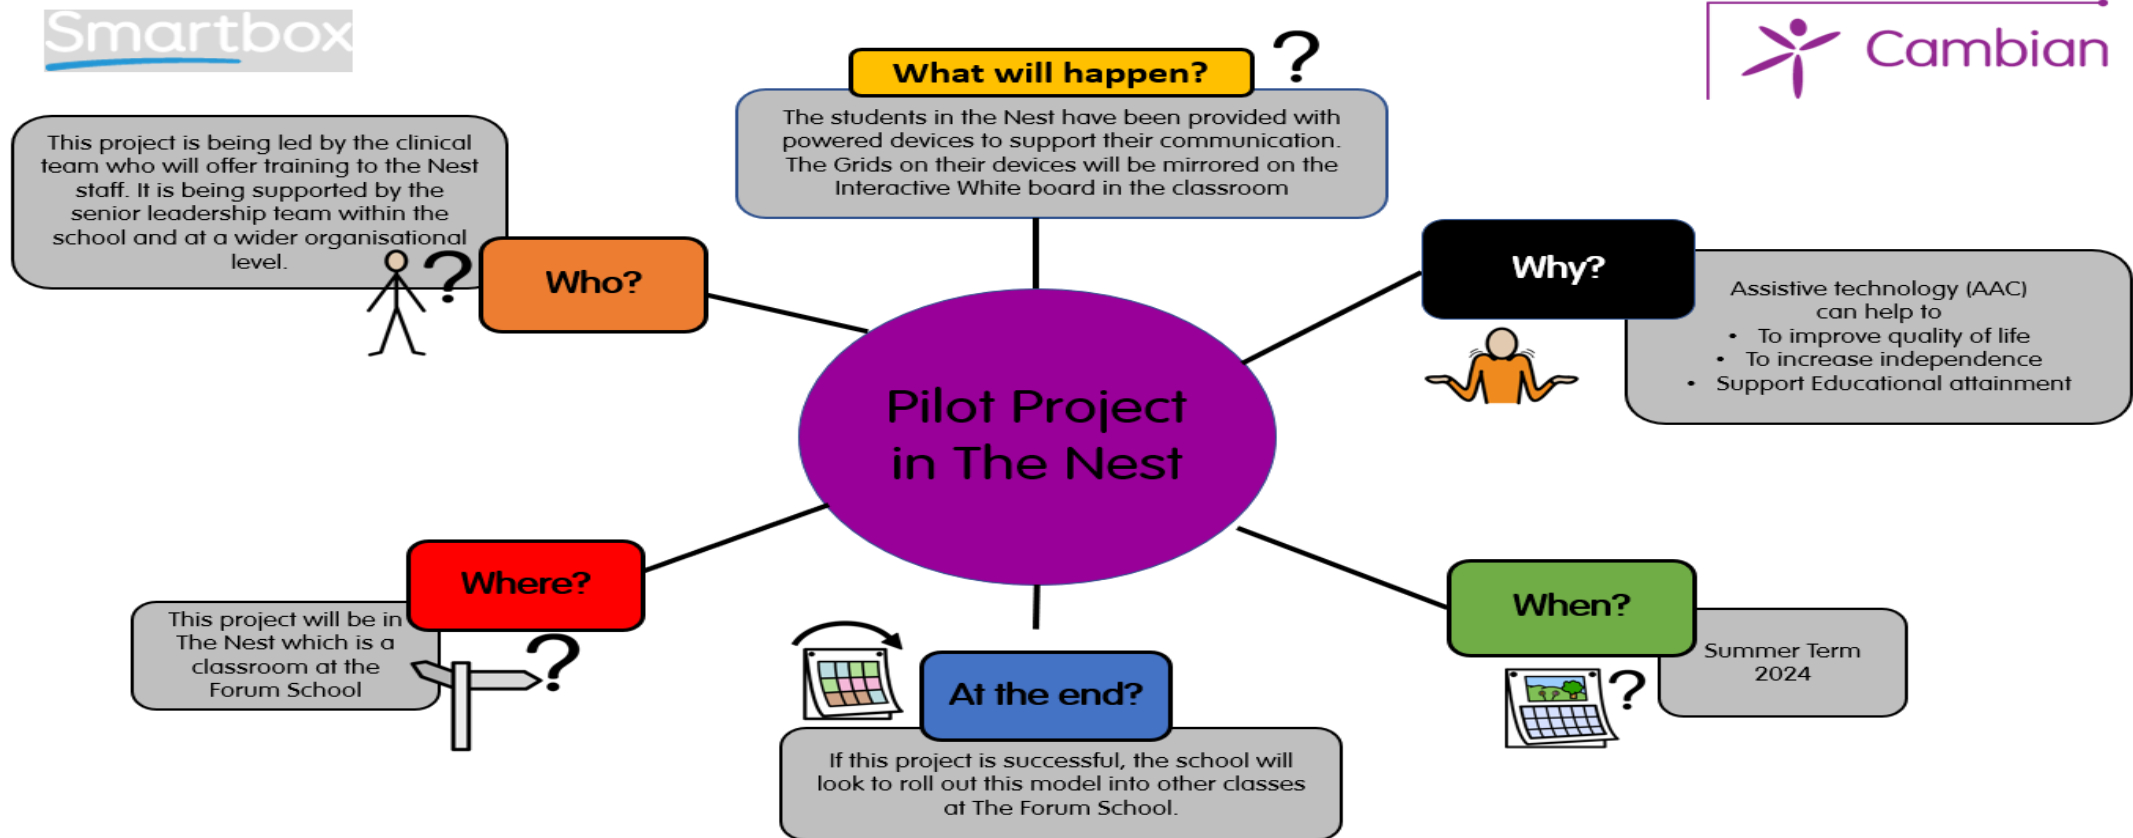 Smartbox
Cambian
What will happen?
?
The students in the Nest have been provided with
powered devices to support their communication.
The Grids on their devices will be mirrored on the
Interactive White board in the classroom
This project is being led by the clinical
team who will offer training to the Nest
staff. It is being supported by the
senior leadership team within the
school and at a wider organisational
level.
?
Who?
Why?
Assistive technology (AAC)
can help to
• To improve quality of life
• To increase independence
• Support Educational attainment
Pilot Project
in The Nest
Where?
This project will be in
The Nest which is a
classroom at the
Forum School
?
At the end?
If this project is successful, the school will
look to roll out this model into other classes
at The Forum School.
When?
?
Summer Term
2024